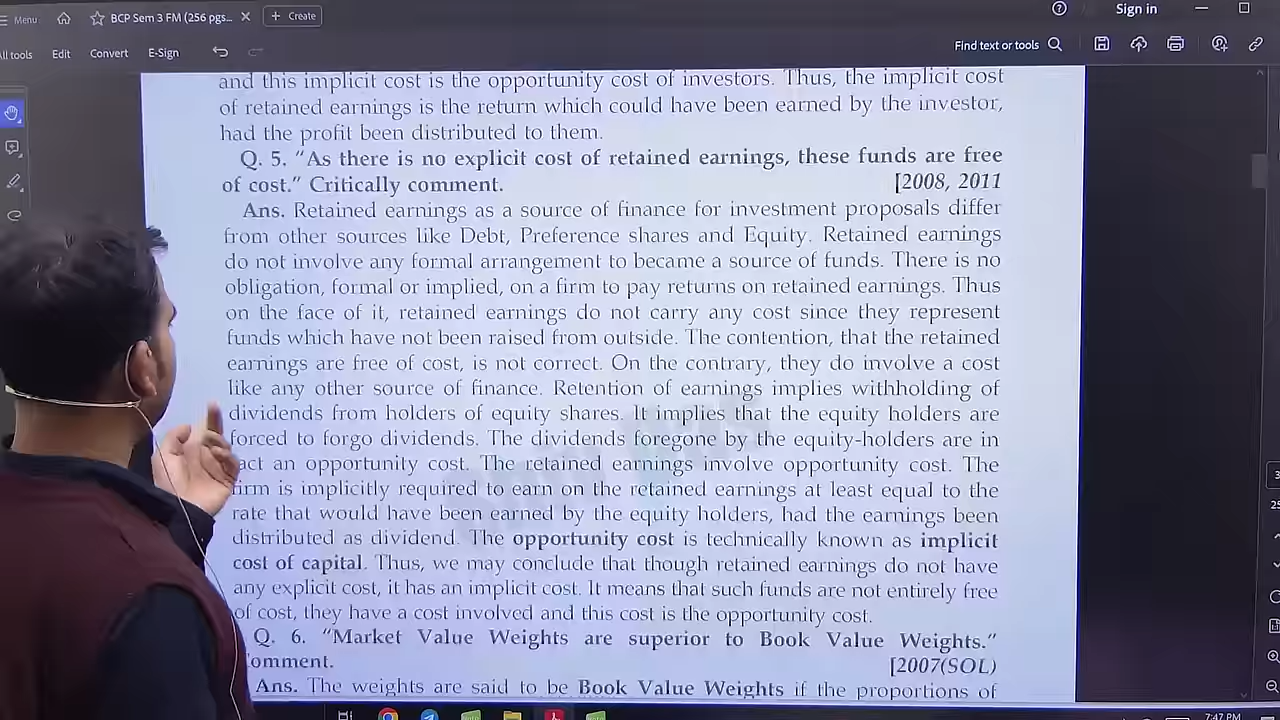 Menu
BCP Sem 3 FM (256 pgs...
Create
Sign in
All tools
Edit
Convert
E-Sign
Find text or tools
and this implicit cost is the opportunity cost of investors. Thus, the implicit cost
of retained earnings is the return which could have been earned by the investor,
had the profit been distributed to them.
Q. 5. “As there is no explicit cost of retained earnings, these funds are free
of cost.” Critically comment. [2008, 2011
Ans. Retained earnings as a source of finance for investment proposals differ
from other sources like Debt, Preference shares and Equity. Retained earnings
do not involve any formal arrangement to became a source of funds. There is no
obligation, formal or implied, on a firm to pay returns on retained earnings. Thus
on the face of it, retained earnings do not carry any cost since they represent
funds which have not been raised from outside. The contention, that the retained
earnings are free of cost, is not correct. On the contrary, they do involve a cost
like any other source of finance. Retention of earnings implies withholding of
dividends from holders of equity shares. It implies that the equity holders are
forced to forgo dividends. The dividends foregone by the equity-holders are in
act an opportunity cost. The retained earnings involve opportunity cost. The
firm is implicitly required to earn on the retained earnings at least equal to the
rate that would have been earned by the equity holders, had the earnings been
distributed as dividend. The opportunity cost is technically known as implicit
cost of capital. Thus, we may conclude that though retained earnings do not have
any explicit cost, it has an implicit cost. It means that such funds are not entirely free
of cost, they have a cost involved and this cost is the opportunity cost.
Q. 6. “Market Value Weights are superior to Book Value Weights.”
omment. [2007(SOL)
Ans. The weights are said to be Book Value Weights if the proportions of
7:47 PM